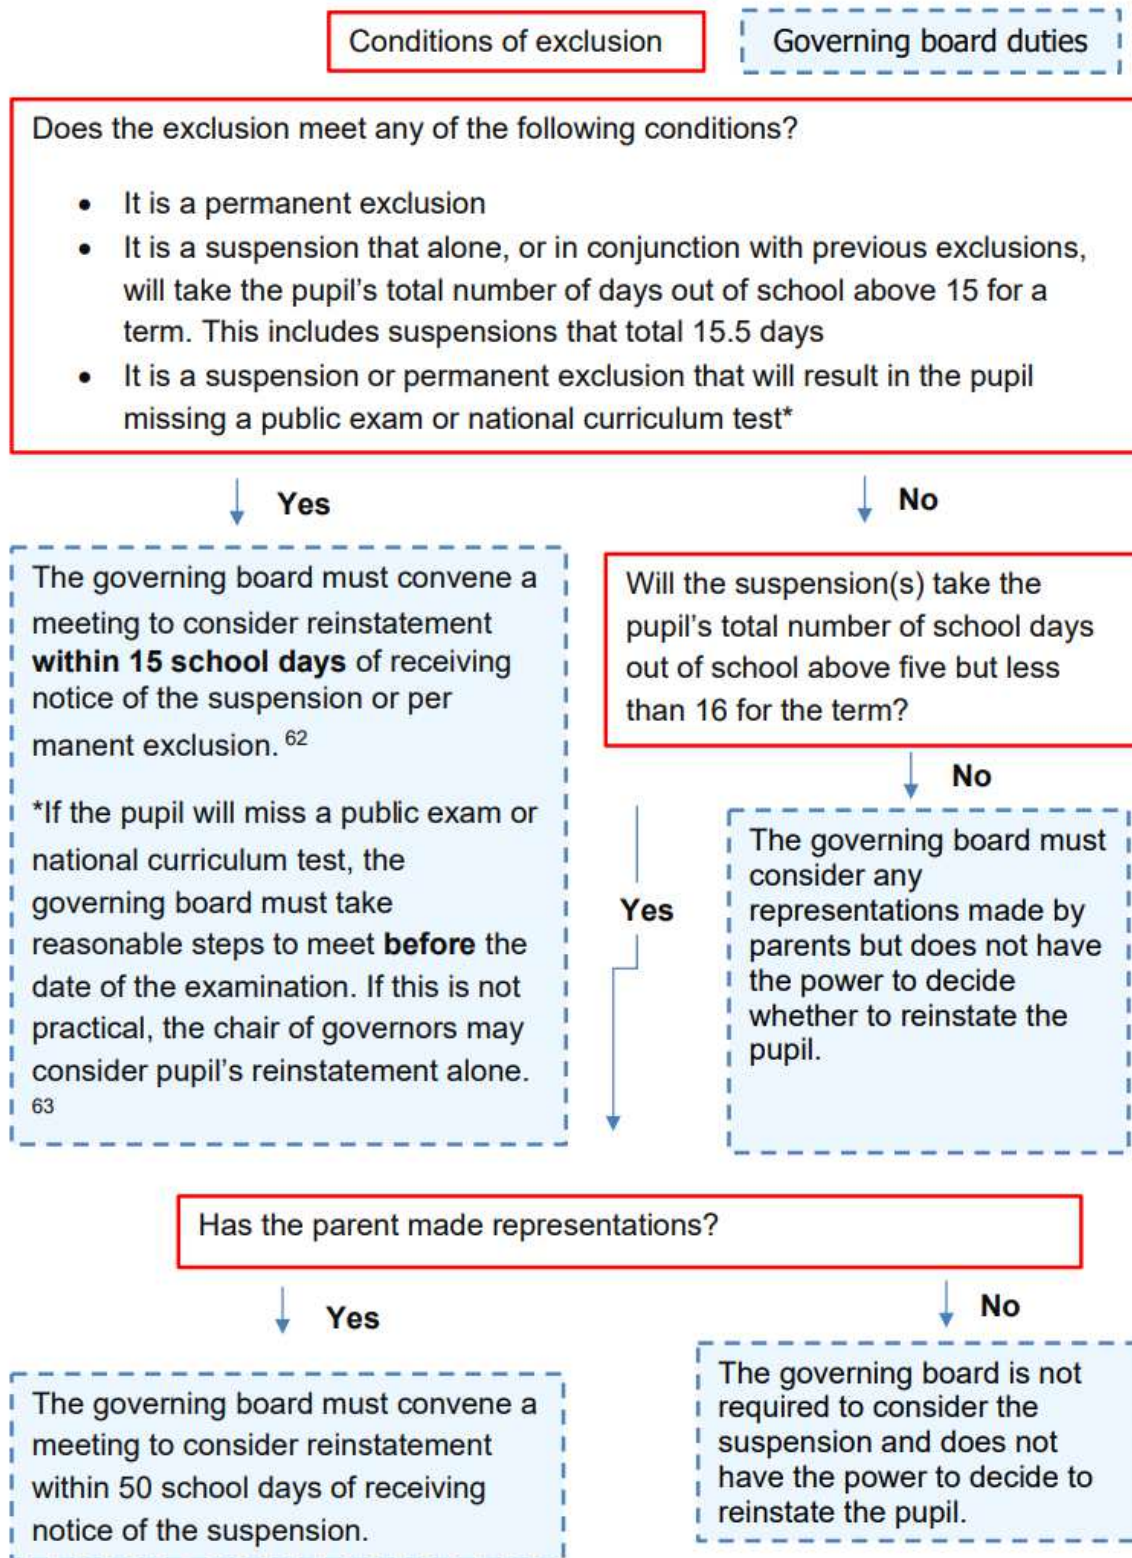 Conditions of exclusion
Governing board duties
Does the exclusion meet any of the following conditions?
• It is a permanent exclusion
• It is a suspension that alone, or in conjunction with previous exclusions,
will take the pupil's total number of days out of school above 15 for a
term. This includes suspensions that total 15.5 days
• It is a suspension or permanent exclusion that will result in the pupil
missing a public exam or national curriculum test*
Yes
No
The governing board must convene a
meeting to consider reinstatement
within 15 school days of receiving
notice of the suspension or per
manent exclusion. 62
*If the pupil will miss a public exam or
national curriculum test, the
governing board must take
reasonable steps to meet before the
date of the examination. If this is not
practical, the chair of governors may
consider pupil's reinstatement alone.
63
Will the suspension(s) take the
pupil's total number of school days
out of school above five but less
than 16 for the term?
No
Yes
The governing board must
consider any
representations made by
parents but does not have
the power to decide
whether to reinstate the
pupil.
Has the parent made representations?
Yes
No
The governing board must convene a
meeting to consider reinstatement
within 50 school days of receiving
notice of the suspension.
The governing board is not
required to consider the
suspension and does not
have the power to decide to
reinstate the pupil.